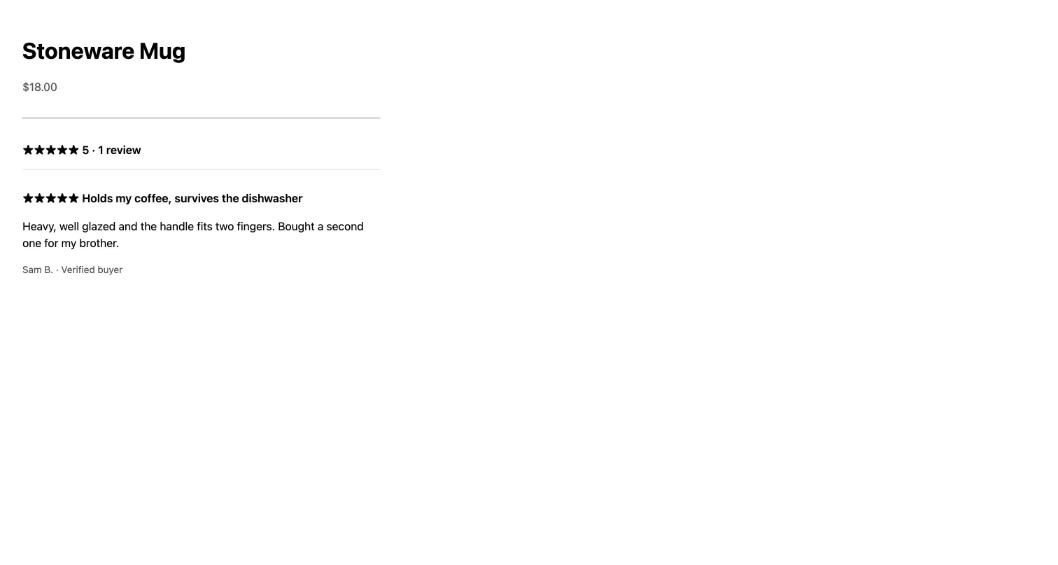 Stoneware Mug
$18.00
★★★★★ 5 · 1 review
★★★★★ Holds my coffee, survives the dishwasher
Heavy, well glazed and the handle fits two fingers. Bought a second
one for my brother.
Sam B. · Verified buyer